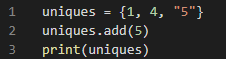 1 uniques = {1, 4, "5"}
2 uniques.add(5)
3 print(uniques)